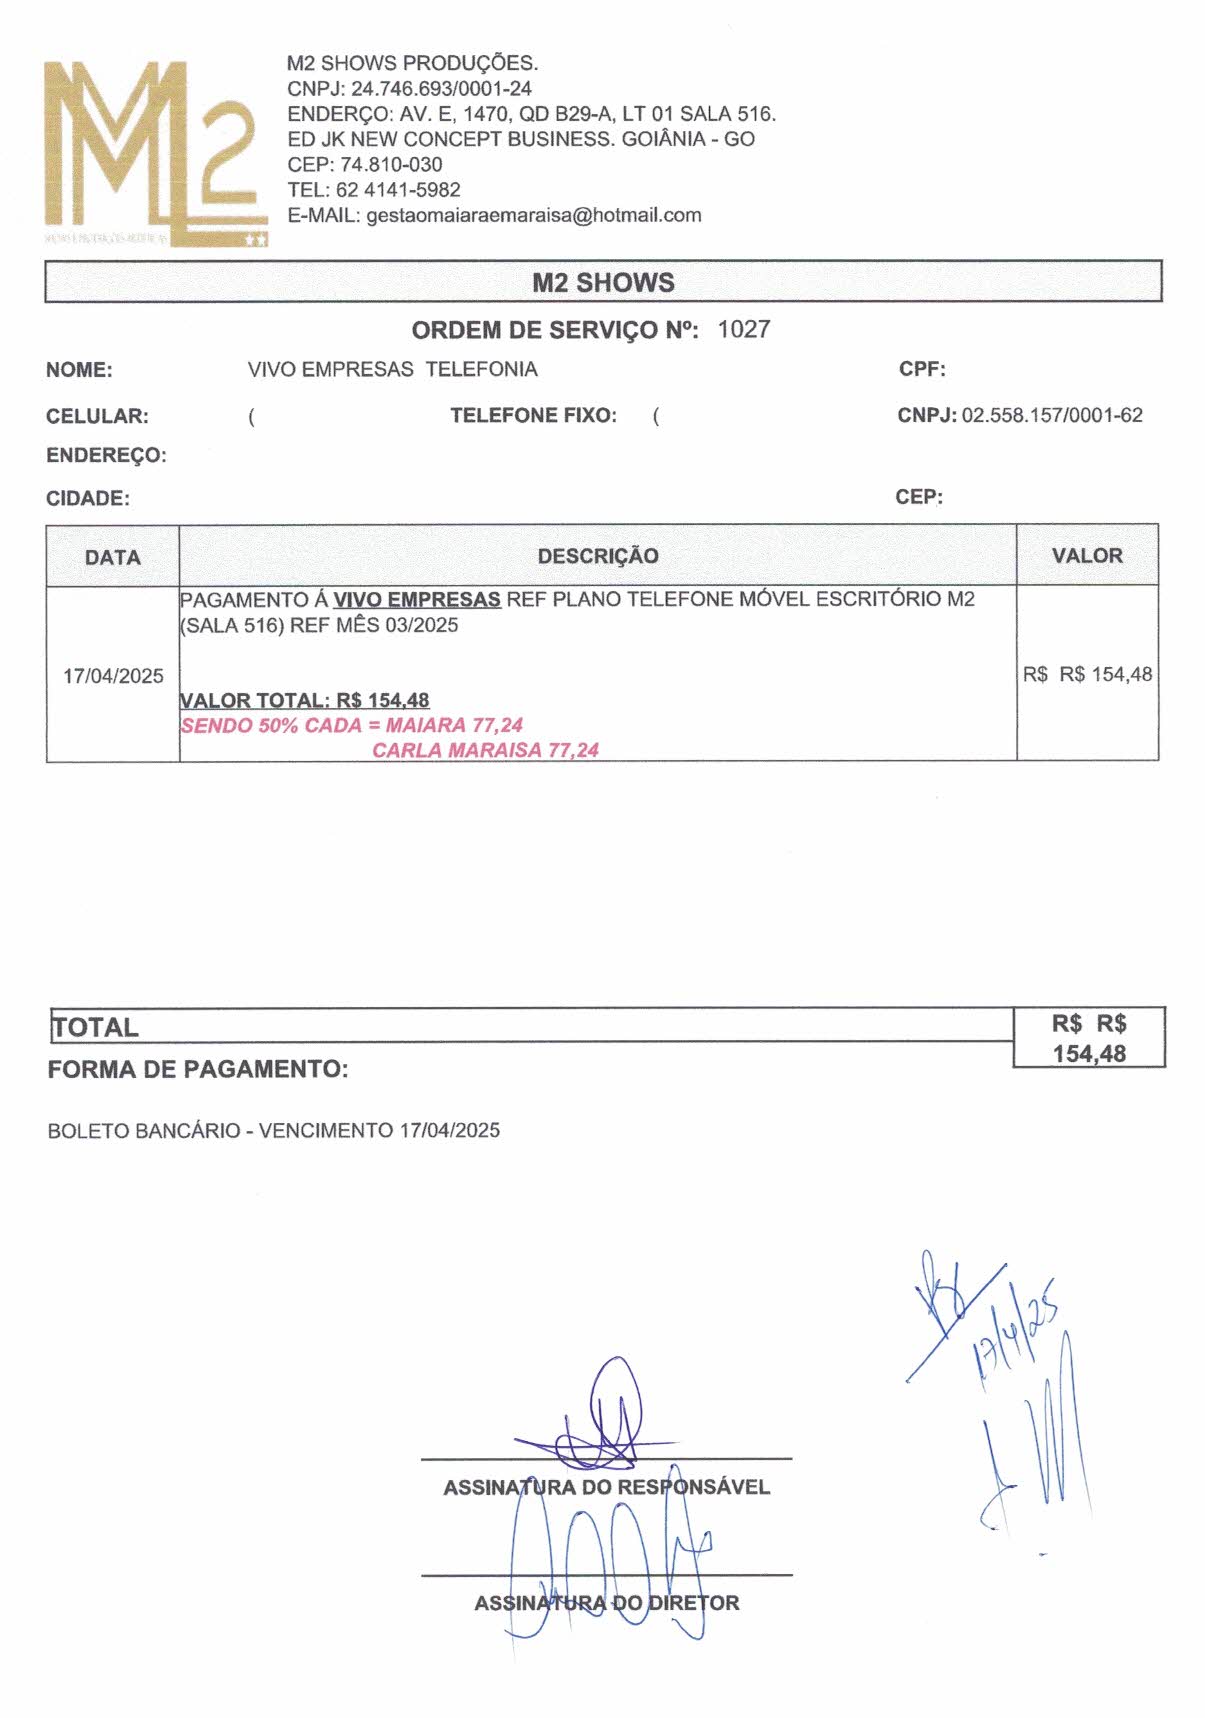 M2
M2 SHOWS PRODUÇÕES.
CNPJ: 24.746.693/0001-24
ENDERÇO: AV. E, 1470, QD B29-A, LT 01 SALA 516.
ED JK NEW CONCEPT BUSINESS. GOIÂNIA - GO
CEP: 74.810-030
TEL: 62 4141-5982
E-MAIL: gestaomaiaraemaraisa@hotmail.com
M2 SHOWS
ORDEM DE SERVIÇO Nº: 1027
NOME: VIVO EMPRESAS TELEFONIA CPF:
CELULAR: ( TELEFONE FIXO: ( CNPJ: 02.558.157/0001-62
ENDEREÇO:
CIDADE: CEP:
DATA DESCRIÇÃO VALOR
PAGAMENTO Á VIVO EMPRESAS REF PLANO TELEFONE MÓVEL ESCRITÓRIO M2
(SALA 516) REF MÊS 03/2025
17/04/2025 R$ R$ 154,48
VALOR TOTAL: R$ 154,48
SENDO 50% CADA = MAIARA 77,24
CARLA MARAISA 77,24
TOTAL R$ R$
154,48
FORMA DE PAGAMENTO:
BOLETO BANCÁRIO - VENCIMENTO 17/04/2025
17/4/25
ASSINATURA DO RESPONSÁVEL
ASSINATURA DO DIRETOR